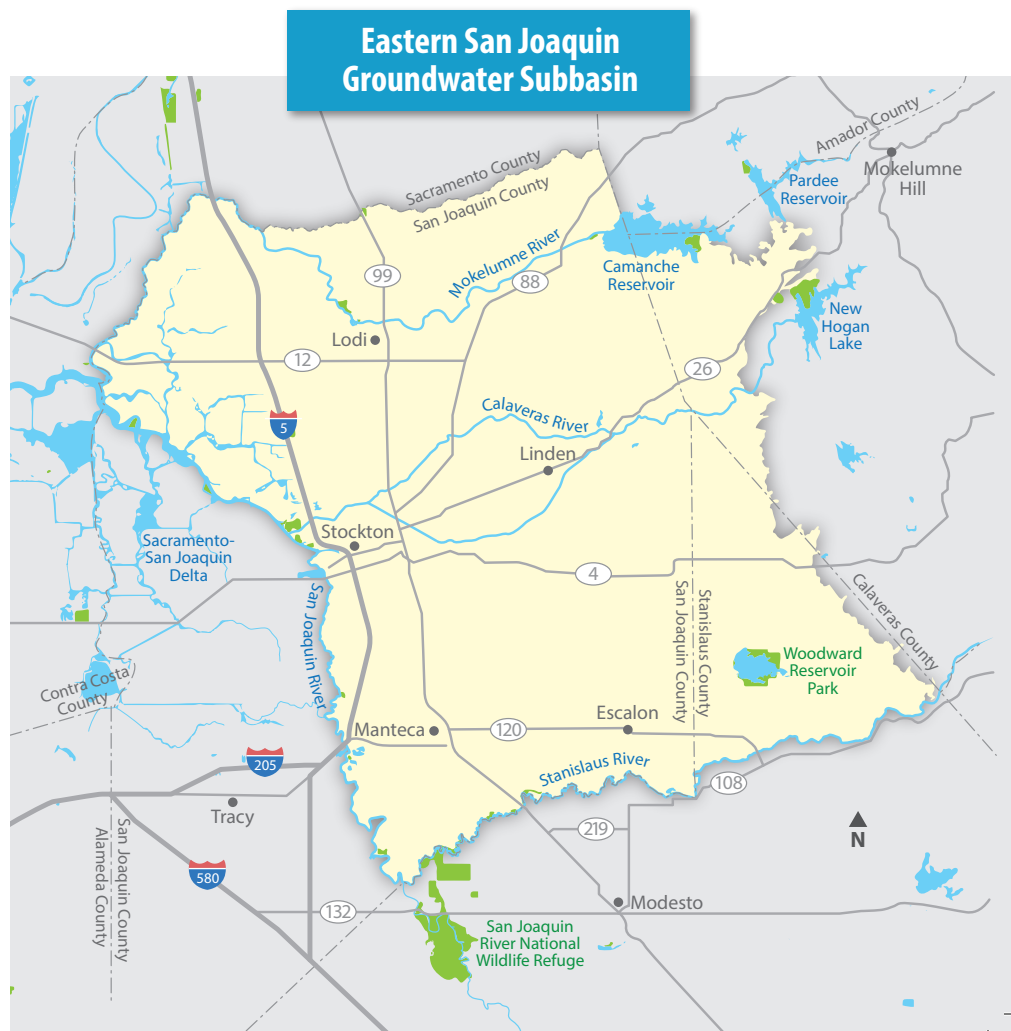 Eastern San Joaquin
Groundwater Subbasin
Amador County
Mokelumne
Hill
Sacramento County
San Joaquin County
Pardee
Reservoir
Mokelumne River
99
88
Camanche
Reservoir
New
Hogan
Lake
Lodi
12
26
5
Calaveras River
Linden
Stockton
Sacramento-
San Joaquin
Delta
4
San Joaquin River
San Joaquin County
Stanislaus County
Calaveras County
Woodward
Reservoir
Park
Contra Costa
County
Manteca
120
Escalon
205
Stanislaus River
108
Tracy
219
N
San Joaquin County
Alameda County
580
132
Modesto
San Joaquin
River National
Wildlife Refuge